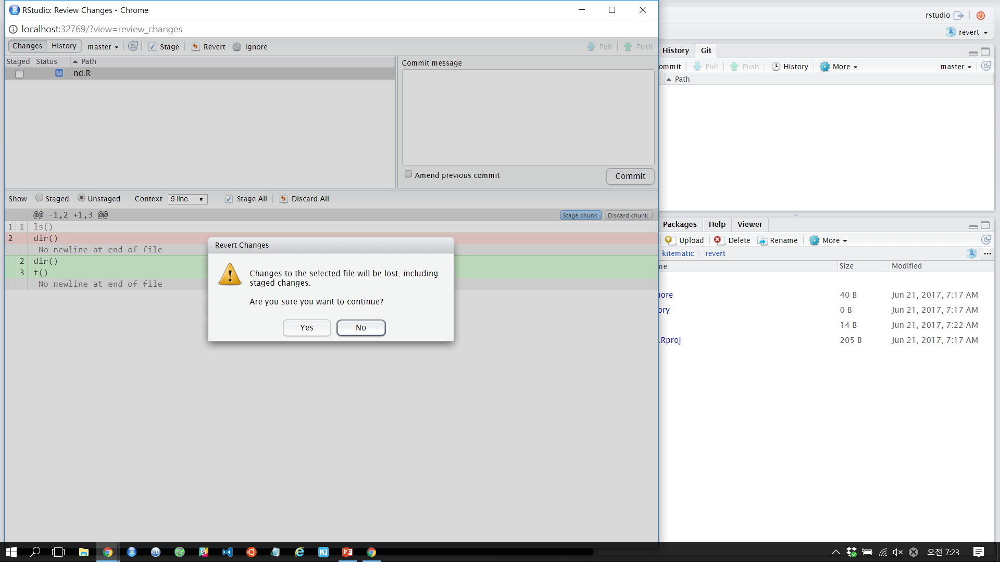 RStudio: Review Changes - Chrome
localhost:32769/?view=review_changes
Changes History master Stage Revert Ignore Pull Push
Staged Status Path
M nd.R
Commit message
Amend previous commit Commit
Show Staged Unstaged Context 5 line Stage All Discard All
@@ -1,2 +1,3 @@ Stage chunk Discard chunk
1 1 ls()
2 dir()
No newline at end of file
2 dir()
3 t()
No newline at end of file
Revert Changes
Changes to the selected file will be lost, including
staged changes.
Are you sure you want to continue?
Yes No
rstudio
revert
History Git
ommit Pull Push History More master
Path
Packages Help Viewer
Upload Delete Rename More
kitematic revert
me Size Modified
nore 40 B Jun 21, 2017, 7:17 AM
ory 0 B Jun 21, 2017, 7:17 AM
14 B Jun 21, 2017, 7:22 AM
.Rproj 205 B Jun 21, 2017, 7:17 AM
오전 7:23